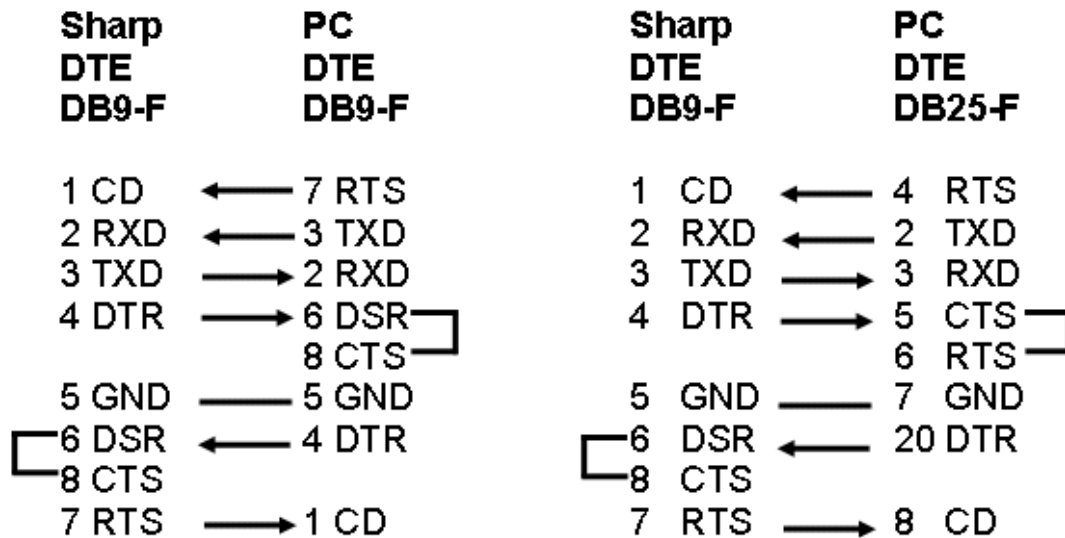 Sharp PC
DTE DTE
DB9-F DB9-F
1 CD 7 RTS
2 RXD 3 TXD
3 TXD 2 RXD
4 DTR 6 DSR
8 CTS
5 GND 5 GND
6 DSR 4 DTR
8 CTS
7 RTS 1 CD
Sharp PC
DTE DTE
DB9-F DB25-F
1 CD 4 RTS
2 RXD 2 TXD
3 TXD 3 RXD
4 DTR 5 CTS
6 RTS
5 GND 7 GND
6 DSR 20 DTR
8 CTS
7 RTS 8 CD